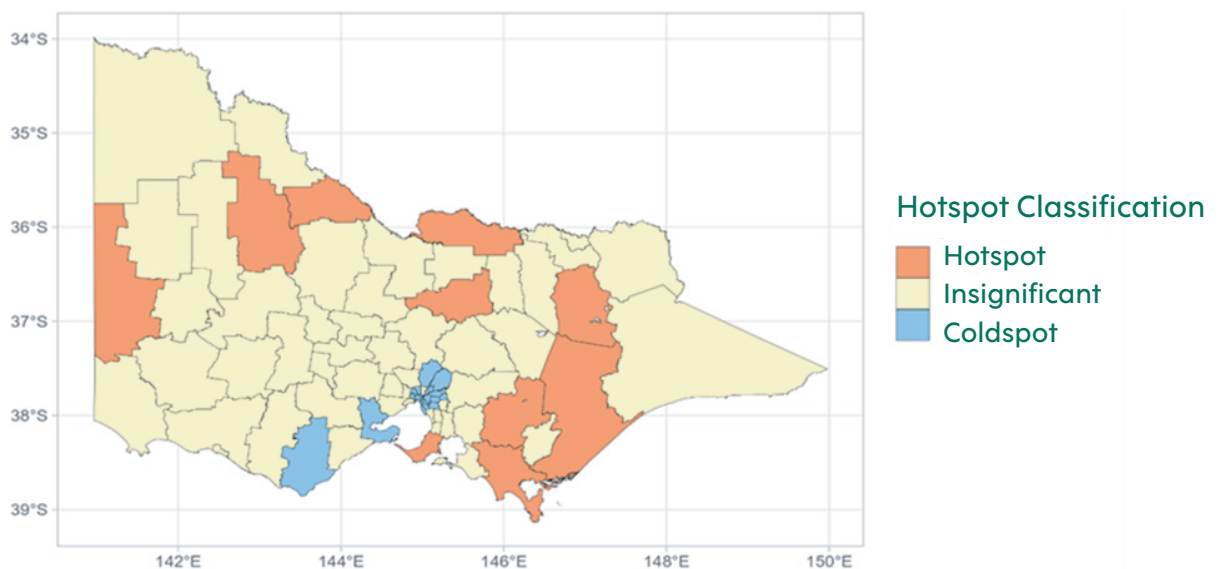 34°S
35°S
36°S
37°S
38°S
39°S
142°E 144°E 146°E 148°E 150°E
Hotspot Classification
Hotspot
Insignificant
Coldspot